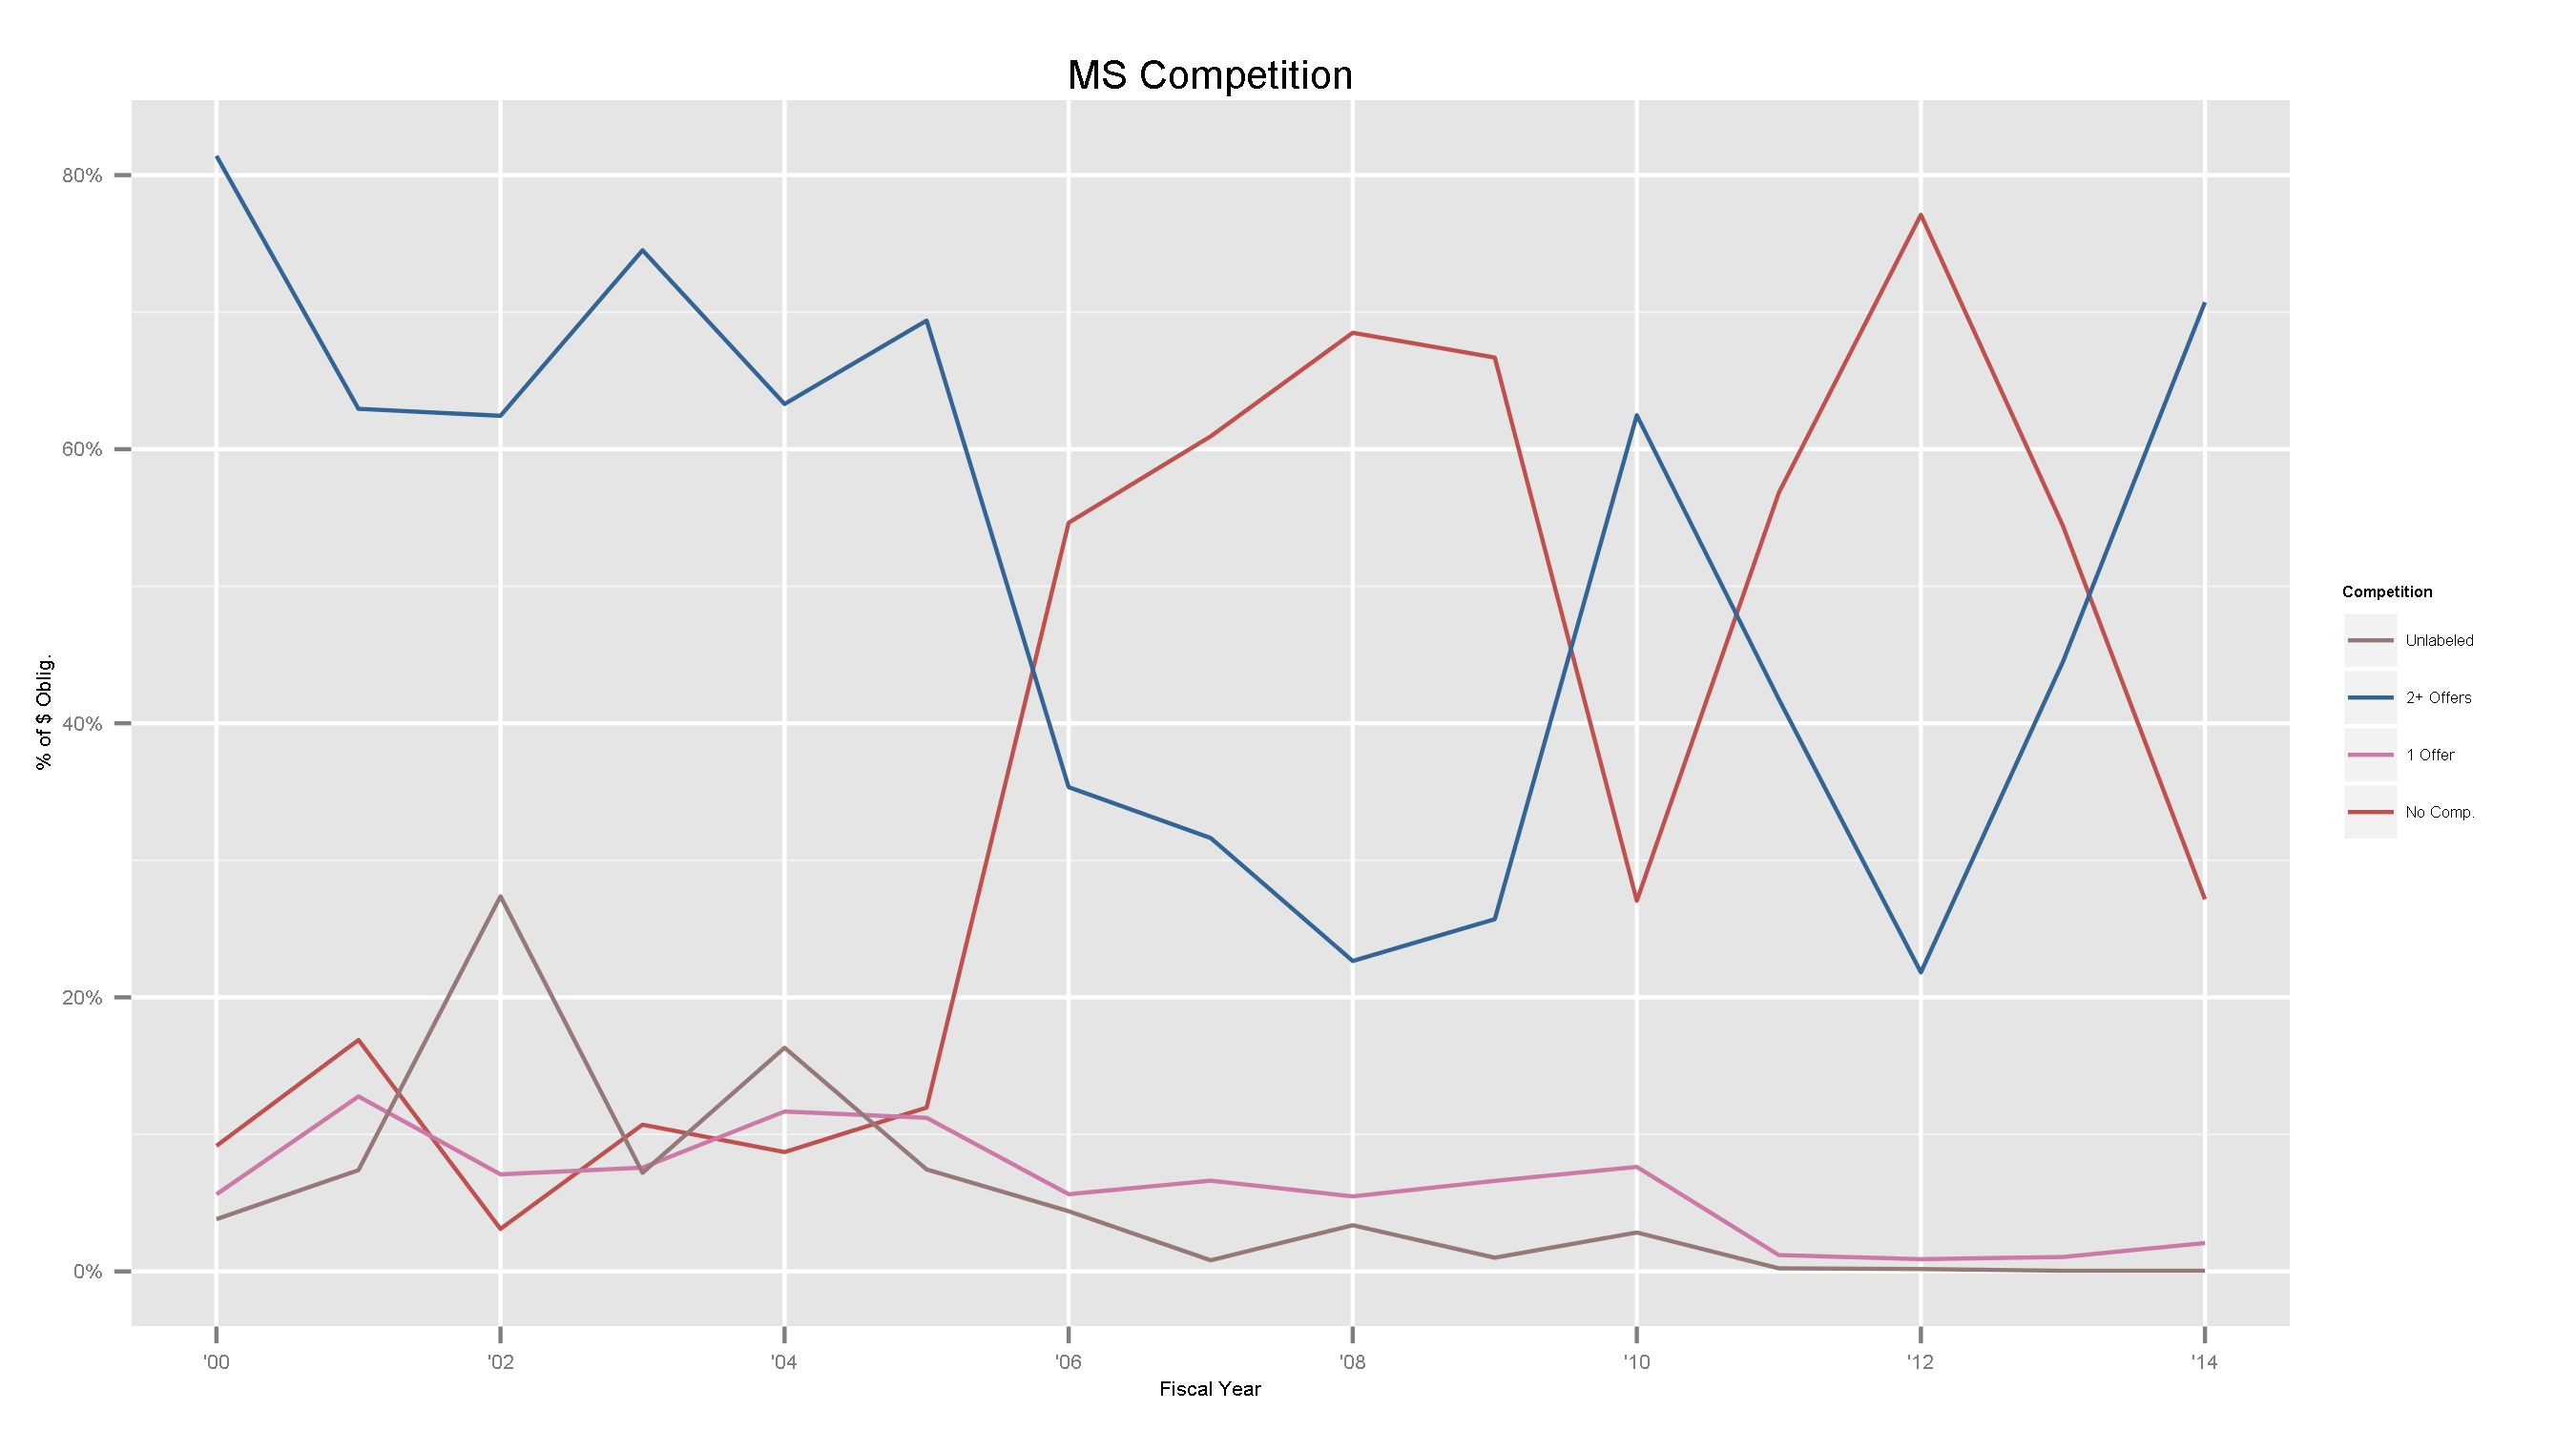 MS Competition
% of $ Oblig.
80%
60%
40%
20%
0%
'00 '02 '04 '06 '08 '10 '12 '14
Fiscal Year
Competition
Unlabeled
2+ Offers
1 Offer
No Comp.